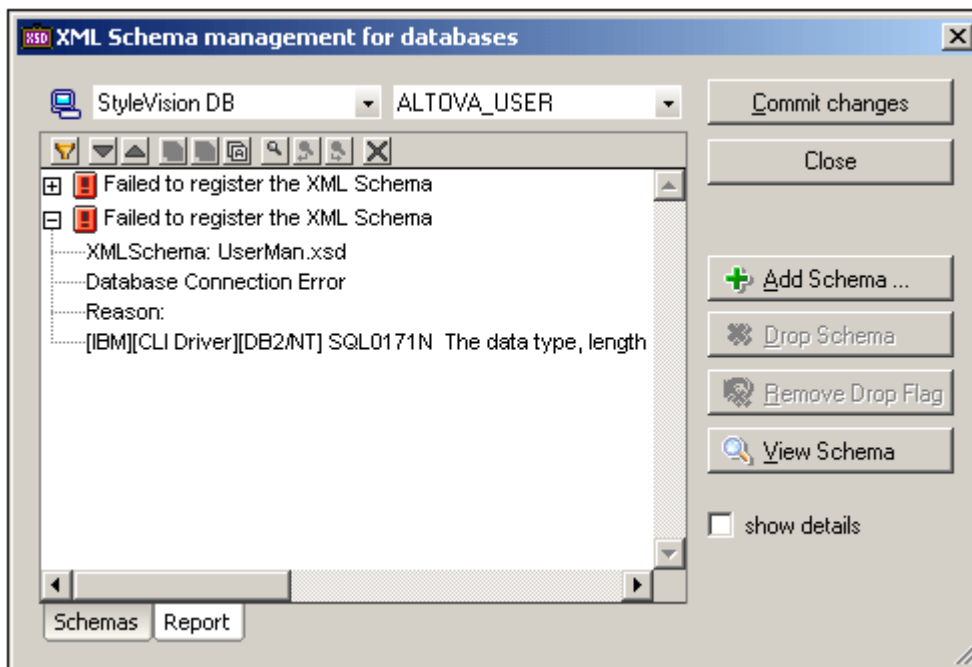 XSD XML Schema management for databases
StyleVision DB
ALTOVA_USER
Commit changes
Close
Failed to register the XML Schema
Failed to register the XML Schema
XMLSchema: UserMan.xsd
Database Connection Error
Reason:
[IBM][CLI Driver][DB2/NT] SQL0171N  The data type, length
Add Schema ...
Drop Schema
Remove Drop Flag
View Schema
show details
Schemas
Report